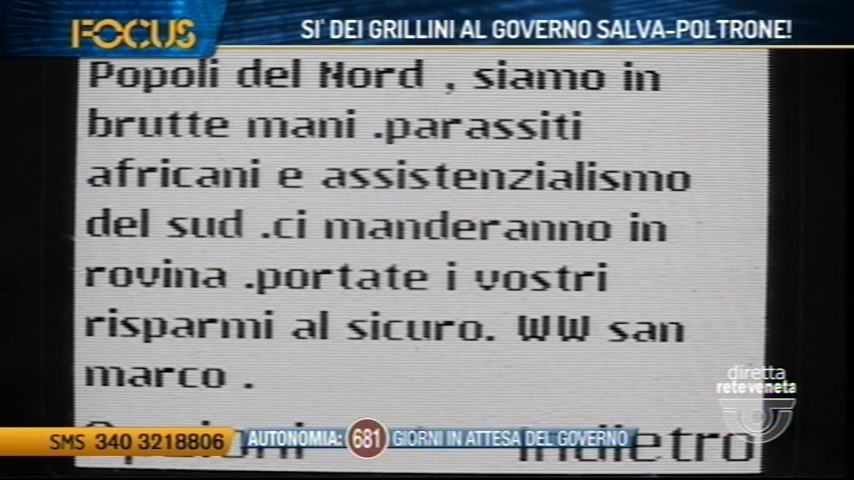 FOCUS
SI' DEI GRILLINI AL GOVERNO SALVA-POLTRONE!
Popoli del Nord , siamo in
brutte mani .parassiti
africani e assistenzialismo
del sud .ci manderanno in
rovina .portate i vostri
risparmi al sicuro. WW san
marco .
diretta
reteveneta
Opzioni Indietro
SMS 340 3218806 AUTONOMIA: 681 GIORNI IN ATTESA DEL GOVERNO